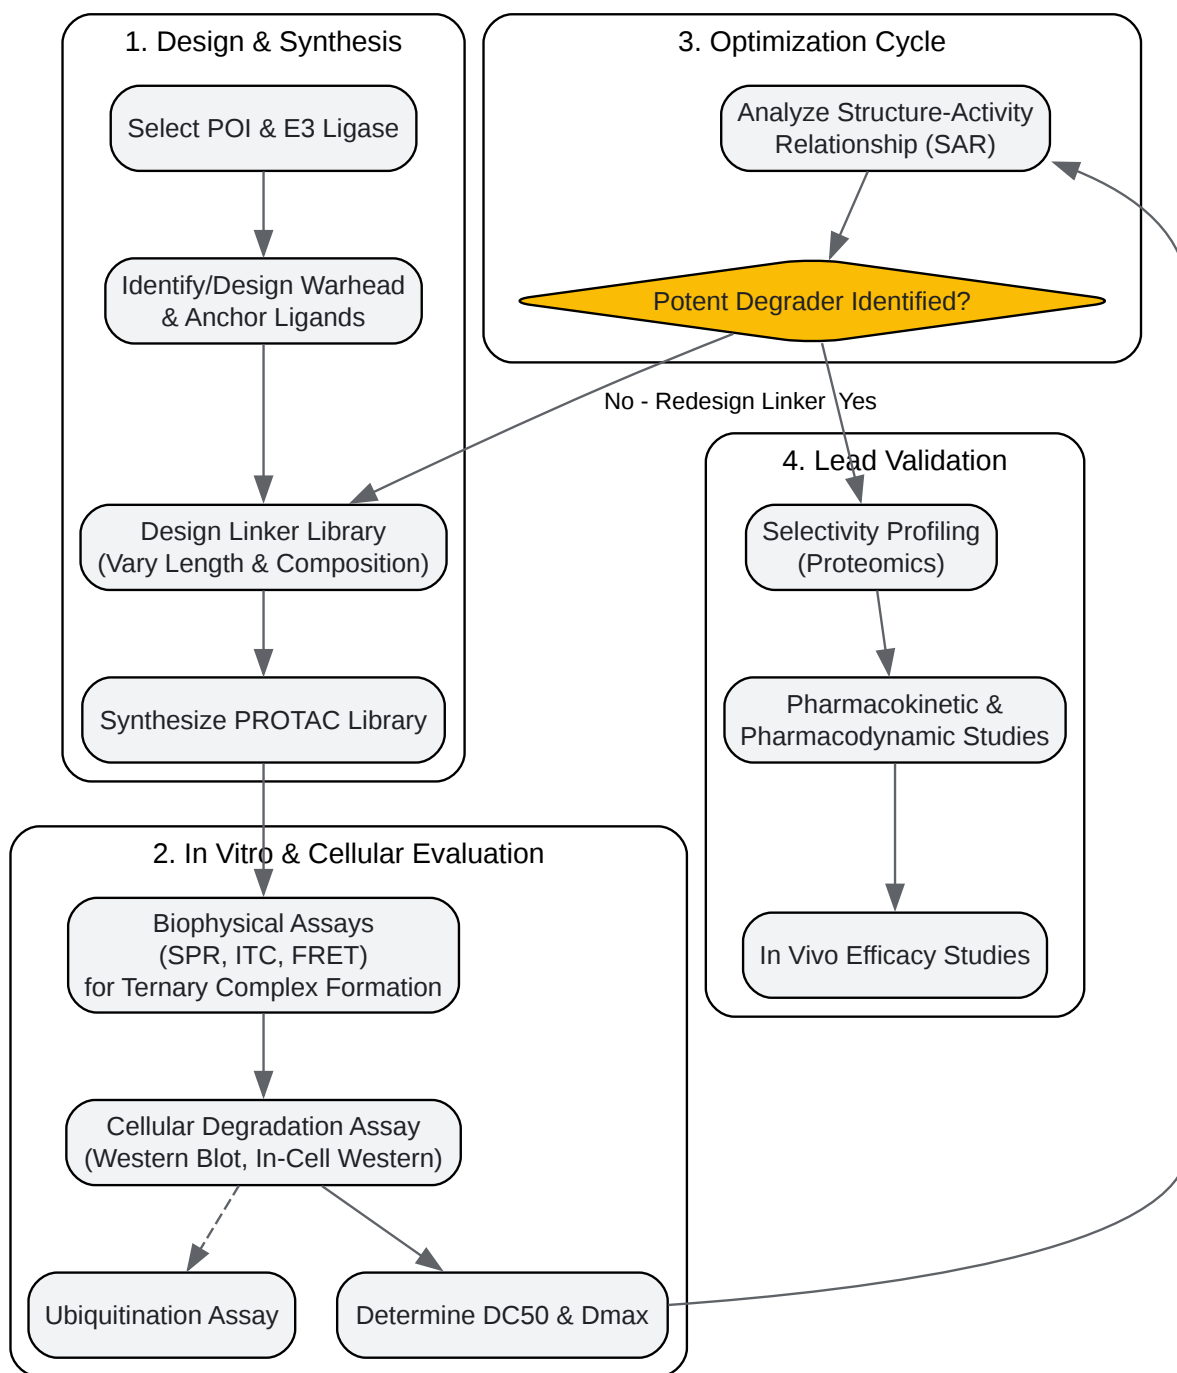 1. Design & Synthesis
Select POI & E3 Ligase
Identify/Design Warhead
& Anchor Ligands
Design Linker Library
(Vary Length & Composition)
Synthesize PROTAC Library
2. In Vitro & Cellular Evaluation
Biophysical Assays
(SPR, ITC, FRET)
for Ternary Complex Formation
Cellular Degradation Assay
(Western Blot, In-Cell Western)
Ubiquitination Assay
Determine DC50 & Dmax
3. Optimization Cycle
Analyze Structure-Activity
Relationship (SAR)
Potent Degrader Identified?
No - Redesign Linker
Yes
4. Lead Validation
Selectivity Profiling
(Proteomics)
Pharmacokinetic &
Pharmacodynamic Studies
In Vivo Efficacy Studies